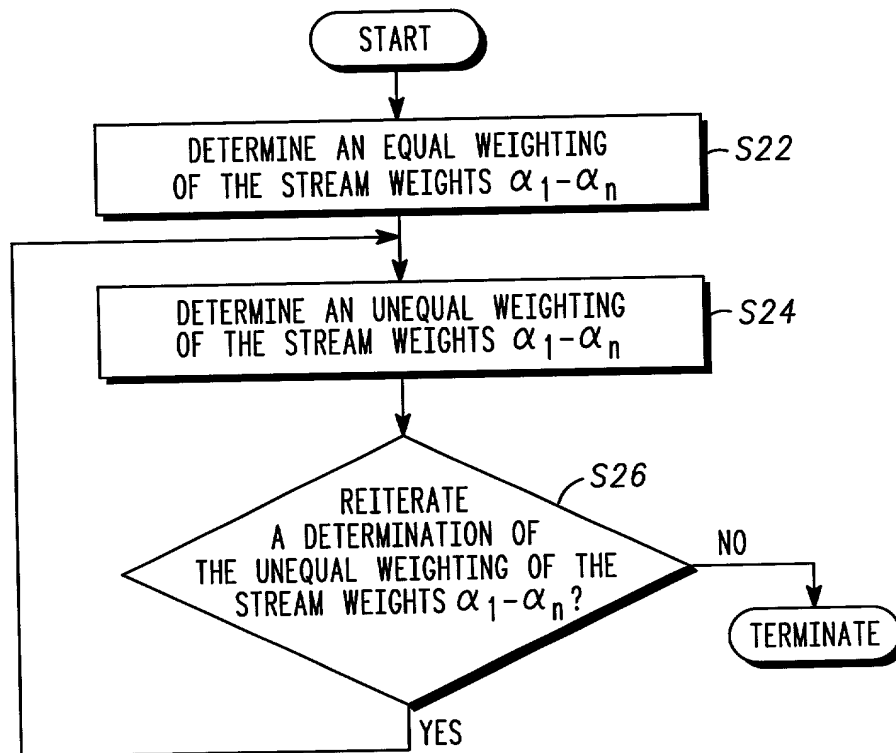 START
DETERMINE AN EQUAL WEIGHTING
OF THE STREAM WEIGHTS α1-αn
S22
DETERMINE AN UNEQUAL WEIGHTING
OF THE STREAM WEIGHTS α1-αn
S24
S26
REITERATE
A DETERMINATION OF
THE UNEQUAL WEIGHTING OF THE
STREAM WEIGHTS α1-αn?
NO
TERMINATE
YES